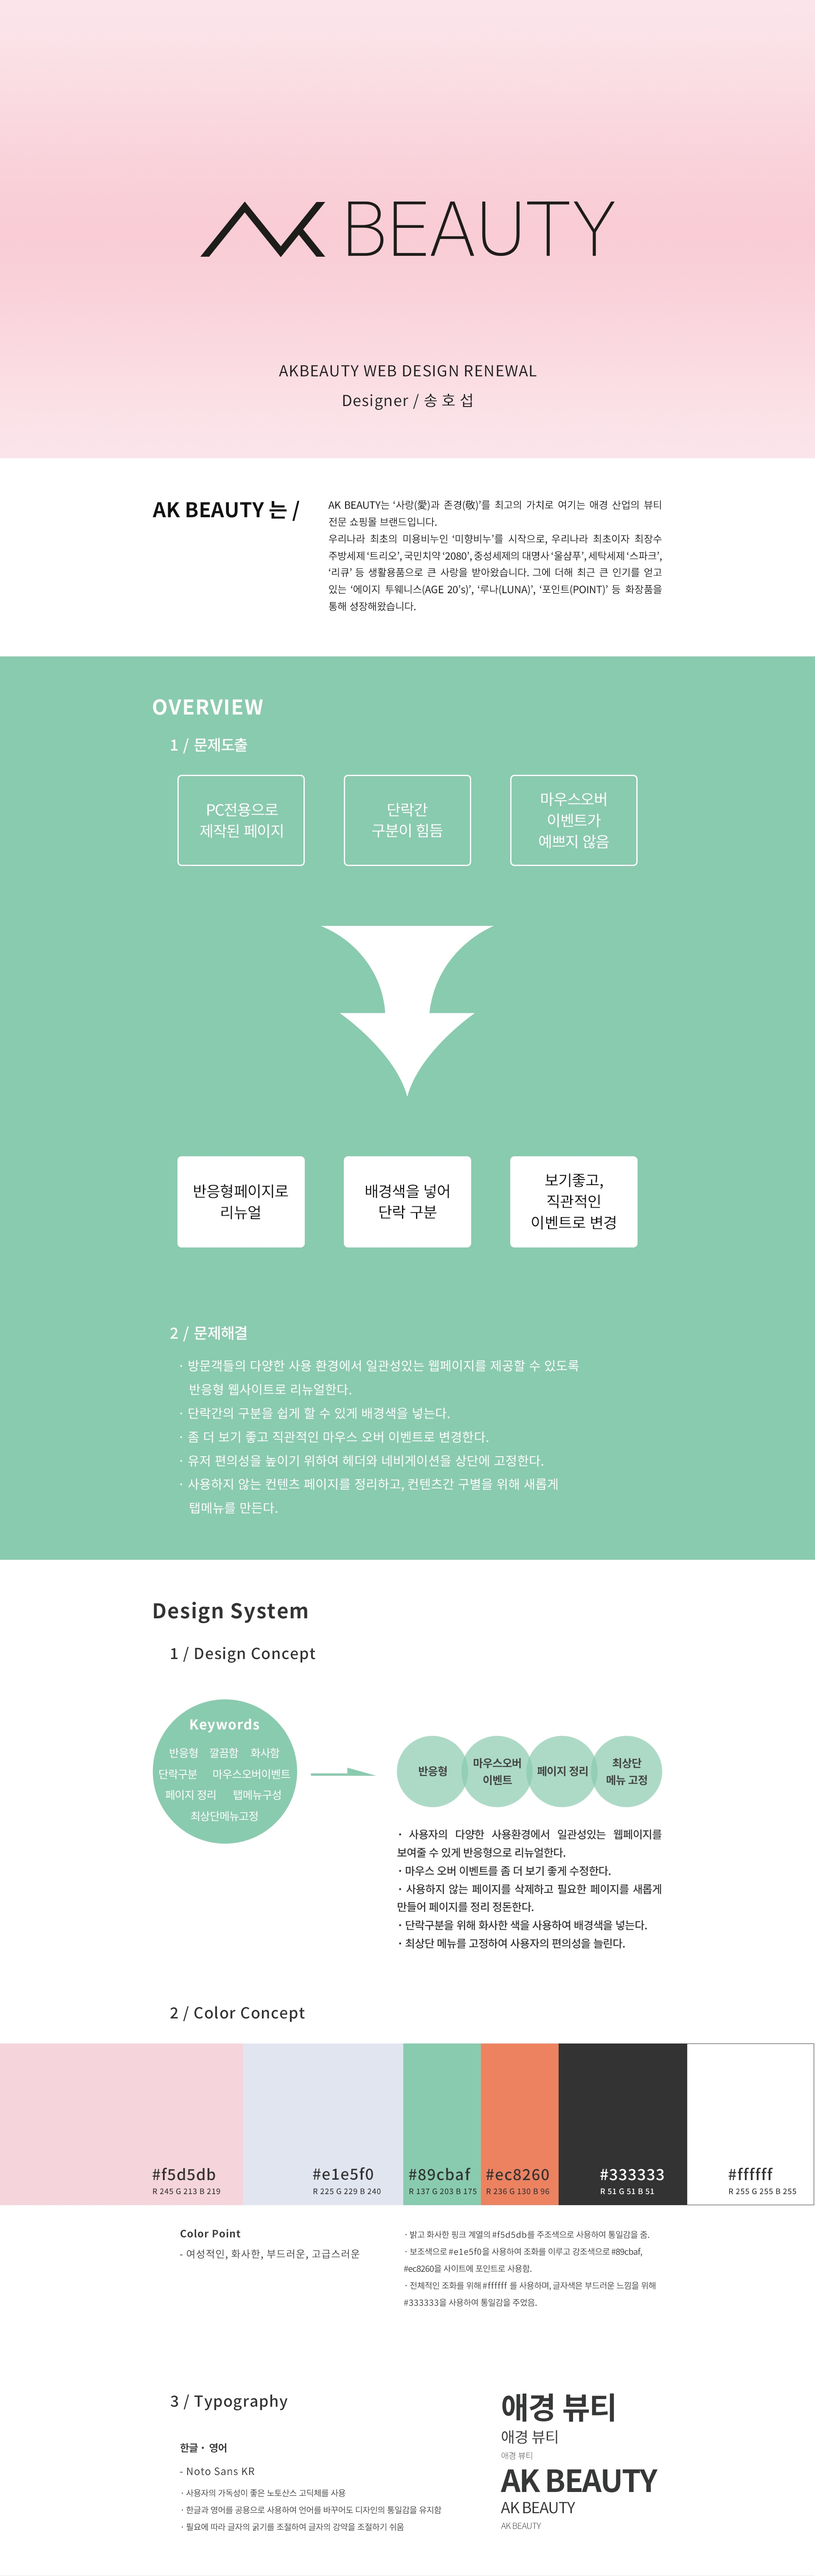 AK BEAUTY
AKBEAUTY WEB DESIGN RENEWAL
Designer / 송 호 섭
AK BEAUTY 는 /
AK BEAUTY는 ‘사랑(愛)과 존경(敬)’를 최고의 가치로 여기는 애경 산업의 뷰티
전문 쇼핑몰 브랜드입니다.
우리나라 최초의 미용비누인 ‘미향비누’를 시작으로, 우리나라 최초이자 최장수
주방세제 ‘트리오’, 국민치약 ‘2080’, 중성세제의 대명사 ‘울샴푸’, 세탁세제 ‘스파크’,
‘리큐’ 등 생활용품으로 큰 사랑을 받아왔습니다. 그에 더해 최근 큰 인기를 얻고
있는 ‘에이지 투웨니스(AGE 20’s)’, ‘루나(LUNA)’, ‘포인트(POINT)’ 등 화장품을
통해 성장해왔습니다.
OVERVIEW
1 / 문제도출
PC전용으로
제작된 페이지
단락간
구분이 힘듬
마우스오버
이벤트가
예쁘지 않음
반응형페이지로
리뉴얼
배경색을 넣어
단락 구분
보기좋고,
직관적인
이벤트로 변경
2 / 문제해결
· 방문객들의 다양한 사용 환경에서 일관성있는 웹페이지를 제공할 수 있도록
반응형 웹사이트로 리뉴얼한다.
· 단락간의 구분을 쉽게 할 수 있게 배경색을 넣는다.
· 좀 더 보기 좋고 직관적인 마우스 오버 이벤트로 변경한다.
· 유저 편의성을 높이기 위하여 헤더와 네비게이션을 상단에 고정한다.
· 사용하지 않는 컨텐츠 페이지를 정리하고, 컨텐츠간 구별을 위해 새롭게
탭메뉴를 만든다.
Design System
1 / Design Concept
Keywords
반응형 깔끔함 화사함
단락구분 마우스오버이벤트
페이지 정리 탭메뉴구성
최상단메뉴고정
반응형
마우스오버
이벤트
페이지 정리
최상단
메뉴 고정
· 사용자의 다양한 사용환경에서 일관성있는 웹페이지를
보여줄 수 있게 반응형으로 리뉴얼한다.
· 마우스 오버 이벤트를 좀 더 보기 좋게 수정한다.
· 사용하지 않는 페이지를 삭제하고 필요한 페이지를 새롭게
만들어 페이지를 정리 정돈한다.
· 단락구분을 위해 화사한 색을 사용하여 배경색을 넣는다.
· 최상단 메뉴를 고정하여 사용자의 편의성을 늘린다.
2 / Color Concept
#f5d5db
R 245 G 213 B 219
#e1e5f0
R 225 G 229 B 240
#89cbaf
R 137 G 203 B 175
#ec8260
R 236 G 130 B 96
#333333
R 51 G 51 B 51
#ffffff
R 255 G 255 B 255
Color Point
- 여성적인, 화사한, 부드러운, 고급스러운
· 밝고 화사한 핑크 계열의 #f5d5db를 주조색으로 사용하여 통일감을 줌.
· 보조색으로 #e1e5f0을 사용하여 조화를 이루고 강조색으로 #89cbaf,
#ec8260을 사이트에 포인트로 사용함.
· 전체적인 조화를 위해 #ffffff 를 사용하며, 글자색은 부드러운 느낌을 위해
#333333을 사용하여 통일감을 주었음.
3 / Typography
한글 · 영어
- Noto Sans KR
· 사용자의 가독성이 좋은 노토산스 고딕체를 사용
· 한글과 영어를 공용으로 사용하여 언어를 바꾸어도 디자인의 통일감을 유지함
· 필요에 따라 글자의 굵기를 조절하여 글자의 강약을 조절하기 쉬움
애경 뷰티
애경 뷰티
애경 뷰티
AK BEAUTY
AK BEAUTY
AK BEAUTY